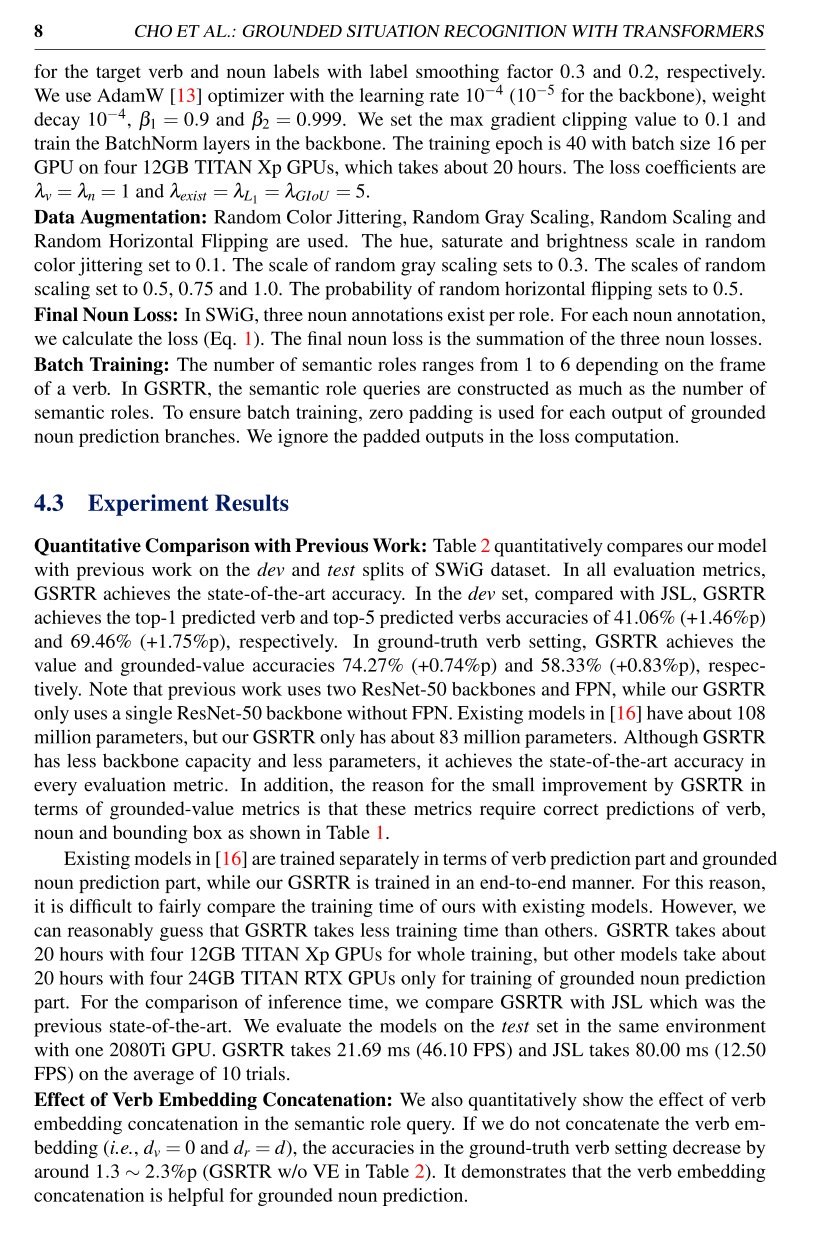 8 CHO ET AL.: GROUNDED SITUATION RECOGNITION WITH TRANSFORMERS
for the target verb and noun labels with label smoothing factor 0.3 and 0.2, respectively.
We use AdamW [13] optimizer with the learning rate 10⁻⁴ (10⁻⁵ for the backbone), weight
decay 10⁻⁴, β₁ = 0.9 and β₂ = 0.999. We set the max gradient clipping value to 0.1 and
train the BatchNorm layers in the backbone. The training epoch is 40 with batch size 16 per
GPU on four 12GB TITAN Xp GPUs, which takes about 20 hours. The loss coefficients are
λ_v = λ_n = 1 and λ_exist = λ_L₁ = λ_GIoU = 5.
Data Augmentation: Random Color Jittering, Random Gray Scaling, Random Scaling and
Random Horizontal Flipping are used. The hue, saturate and brightness scale in random
color jittering set to 0.1. The scale of random gray scaling sets to 0.3. The scales of random
scaling set to 0.5, 0.75 and 1.0. The probability of random horizontal flipping sets to 0.5.
Final Noun Loss: In SWiG, three noun annotations exist per role. For each noun annotation,
we calculate the loss (Eq. 1). The final noun loss is the summation of the three noun losses.
Batch Training: The number of semantic roles ranges from 1 to 6 depending on the frame
of a verb. In GSRTR, the semantic role queries are constructed as much as the number of
semantic roles. To ensure batch training, zero padding is used for each output of grounded
noun prediction branches. We ignore the padded outputs in the loss computation.
4.3 Experiment Results
Quantitative Comparison with Previous Work: Table 2 quantitatively compares our model
with previous work on the dev and test splits of SWiG dataset. In all evaluation metrics,
GSRTR achieves the state-of-the-art accuracy. In the dev set, compared with JSL, GSRTR
achieves the top-1 predicted verb and top-5 predicted verbs accuracies of 41.06% (+1.46%p)
and 69.46% (+1.75%p), respectively. In ground-truth verb setting, GSRTR achieves the
value and grounded-value accuracies 74.27% (+0.74%p) and 58.33% (+0.83%p), respec-
tively. Note that previous work uses two ResNet-50 backbones and FPN, while our GSRTR
only uses a single ResNet-50 backbone without FPN. Existing models in [16] have about 108
million parameters, but our GSRTR only has about 83 million parameters. Although GSRTR
has less backbone capacity and less parameters, it achieves the state-of-the-art accuracy in
every evaluation metric. In addition, the reason for the small improvement by GSRTR in
terms of grounded-value metrics is that these metrics require correct predictions of verb,
noun and bounding box as shown in Table 1.
Existing models in [16] are trained separately in terms of verb prediction part and grounded
noun prediction part, while our GSRTR is trained in an end-to-end manner. For this reason,
it is difficult to fairly compare the training time of ours with existing models. However, we
can reasonably guess that GSRTR takes less training time than others. GSRTR takes about
20 hours with four 12GB TITAN Xp GPUs for whole training, but other models take about
20 hours with four 24GB TITAN RTX GPUs only for training of grounded noun prediction
part. For the comparison of inference time, we compare GSRTR with JSL which was the
previous state-of-the-art. We evaluate the models on the test set in the same environment
with one 2080Ti GPU. GSRTR takes 21.69 ms (46.10 FPS) and JSL takes 80.00 ms (12.50
FPS) on the average of 10 trials.
Effect of Verb Embedding Concatenation: We also quantitatively show the effect of verb
embedding concatenation in the semantic role query. If we do not concatenate the verb em-
bedding (i.e., d_v = 0 and d_r = d), the accuracies in the ground-truth verb setting decrease by
around 1.3 ∼ 2.3%p (GSRTR w/o VE in Table 2). It demonstrates that the verb embedding
concatenation is helpful for grounded noun prediction.